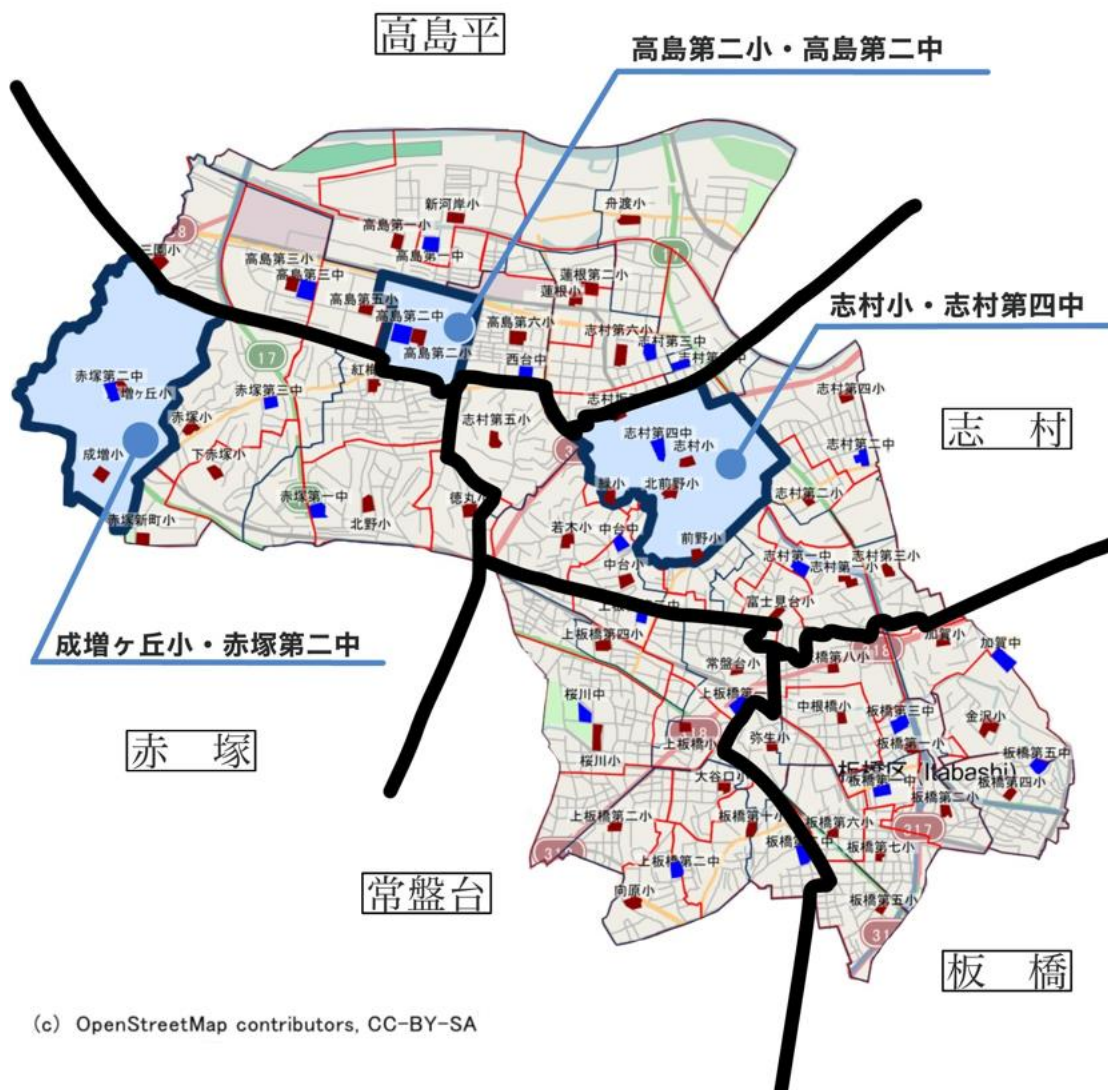 高島平
高島第二小・高島第二中
新河岸小
舟渡小
高島第一小
高島第一中
三園小
高島第三小
高島第三中
蓮根第二小
蓮根小
高島第五小
高島第二中
高島第六小
志村第六小
志村小・志村第四中
志村第三中
高島第二小
17
西台中
赤塚第二中
赤塚第三中
志村第四小
赤塚小
志村第五小
志村第四中
志村小
志村第二中
志村
成増小
下赤塚小
北前野小
志村第二小
赤塚第一中
北野小
徳丸小
緑小
赤塚新町小
若木小
中台中
前野小
志村第一中
志村第三小
中台小
志村第一小
富士見台小
成増ヶ丘小・赤塚第二中
上板橋第四小
加賀小
加賀中
常盤台小
318
桜川中
中根橋小
板橋第三中
金沢小
赤塚
上板橋小
弥生小
板橋第一小
板橋第五中
桜川小
板橋区 Itabashi)
大谷口小
板橋第二中
板橋第四小
板橋第二小
上板橋第二小
板橋第十小
板橋第六小
317
常盤台
上板橋第二中
板橋第七小
向原小
板橋第五小
板橋
(c) OpenStreetMap contributors, CC-BY-SA